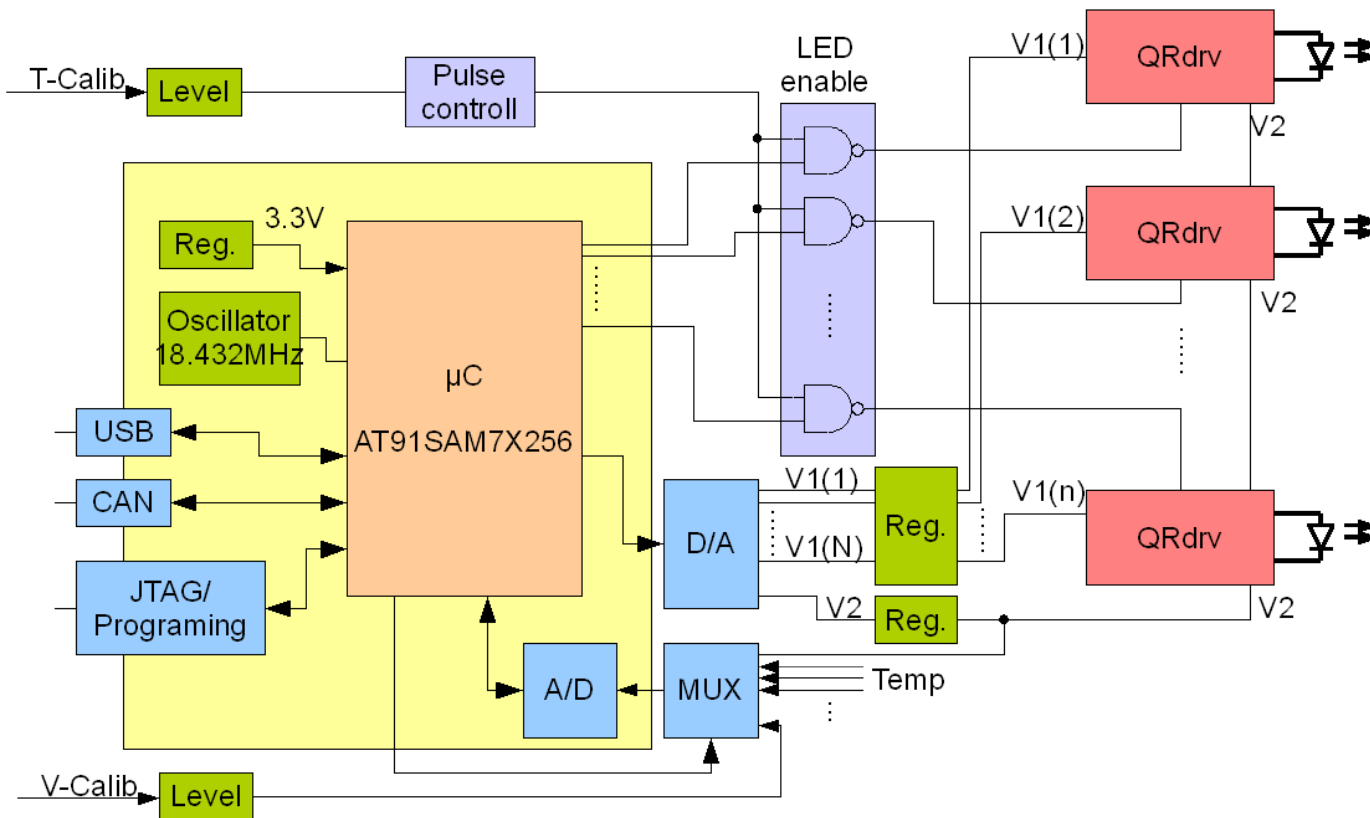 V1(1)
QRdrv
LED
enable
T-Calib
Level
Pulse
controll
V2
3.3V
Reg.
V1(2)
QRdrv
V2
Oscillator
18.432MHz
µC
AT91SAM7X256
USB
CAN
V1(1)
V1(n)
D/A
Reg.
QRdrv
V1(N)
JTAG/
Programing
V2
Reg.
V2
A/D
MUX
Temp
V-Calib
Level